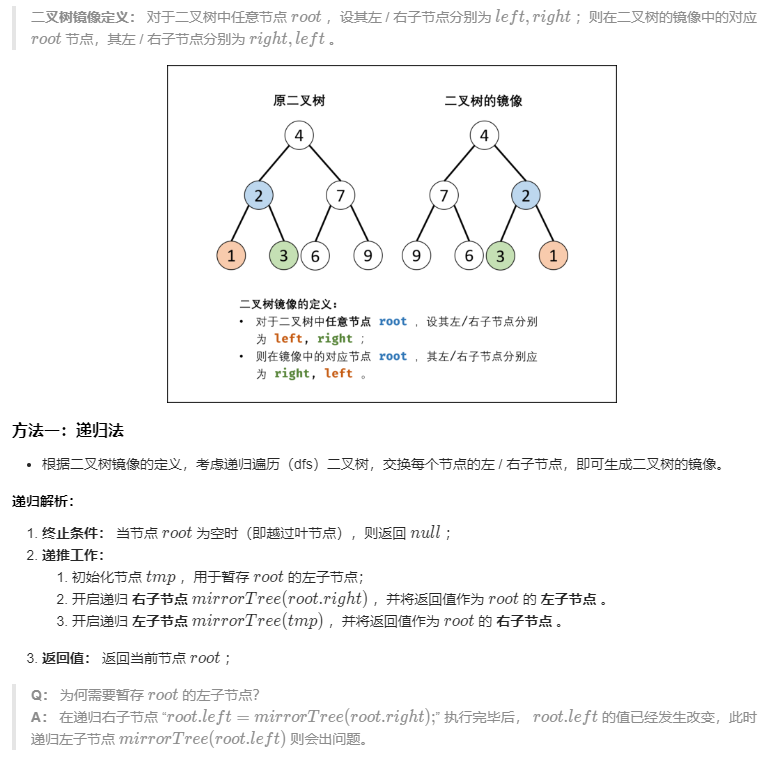 二叉树镜像定义： 对于二叉树中任意节点 root ，设其左 / 右子节点分别为 left, right ；则在二叉树的镜像中的对应
root 节点，其左 / 右子节点分别为 right, left 。
原二叉树 二叉树的镜像
4 4
2 7 7 2
1 3 6 9 9 6 3 1
二叉树镜像的定义：
• 对于二叉树中任意节点 root ，设其左/右子节点分别
为 left, right ；
• 则在镜像中的对应节点 root ，其左/右子节点分别应
为 right, left 。
方法一：递归法
• 根据二叉树镜像的定义，考虑递归遍历（dfs）二叉树，交换每个节点的左 / 右子节点，即可生成二叉树的镜像。
递归解析：
1. 终止条件： 当节点 root 为空时（即越过叶节点），则返回 null ；
2. 递推工作：
1. 初始化节点 tmp ，用于暂存 root 的左子节点；
2. 开启递归 右子节点 mirrorTree(root.right) ，并将返回值作为 root 的 左子节点 。
3. 开启递归 左子节点 mirrorTree(tmp) ，并将返回值作为 root 的 右子节点 。
3. 返回值： 返回当前节点 root ；
Q： 为何需要暂存 root 的左子节点？
A： 在递归右子节点 “root.left = mirrorTree(root.right);” 执行完毕后， root.left 的值已经发生改变，此时
递归左子节点 mirrorTree(root.left) 则会出问题。